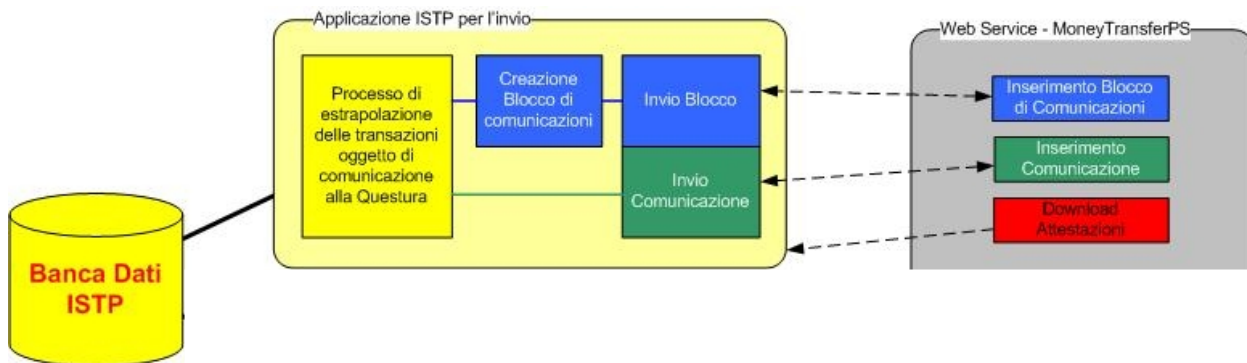 Applicazione ISTP per l'invio
Web Service - MoneyTransferPS
Processo di
estrapolazione
delle transazioni
oggetto di
comunicazione
alla Questura
Creazione
Blocco di
comunicazioni
Invio Blocco
Invio
Comunicazione
Inserimento Blocco
di Comunicazioni
Inserimento
Comunicazione
Download
Attestazioni
Banca Dati
ISTP